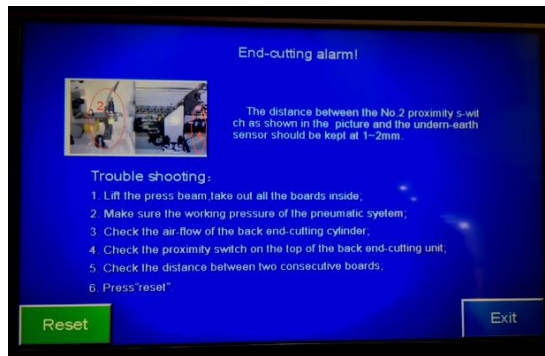 End-cutting alarm!
2
The distance between the No.2 proximity s-wit
ch as shown in the picture and the undern-earth
sensor should be kept at 1~2mm.
Trouble shooting:
1. Lift the press beam,take out all the boards inside;
2. Make sure the working pressure of the pneumatic syetem;
3. Check the air-flow of the back end-cutting cylinder;
4. Check the proximity switch on the top of the back end-cutting unit;
5. Check the distance between two consecutive boards;
6. Press"reset".
Reset
Exit